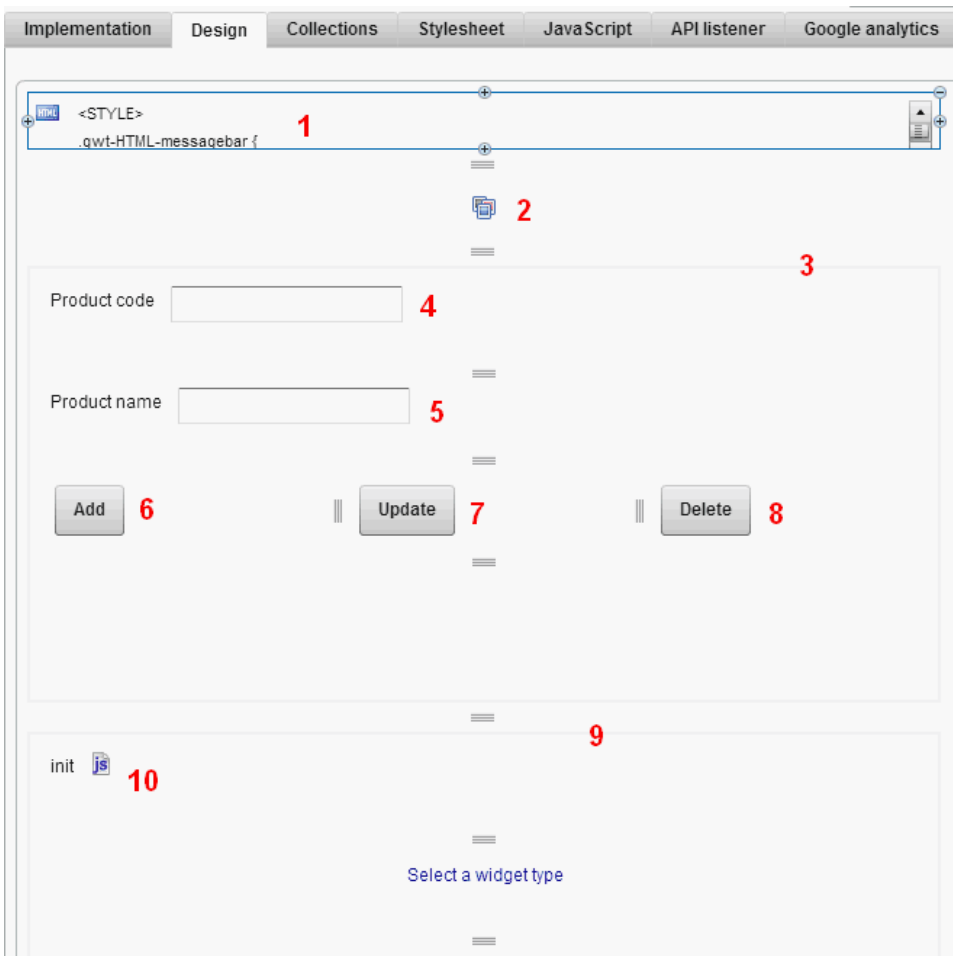 Implementation Design Collections Stylesheet JavaScript API listener Google analytics
HTML <STYLE>
1
.gwt-HTML-messagebar {
2
3
Product code 4
Product name 5
Add 6 Update 7 Delete 8
9
init js 10
Select a widget type